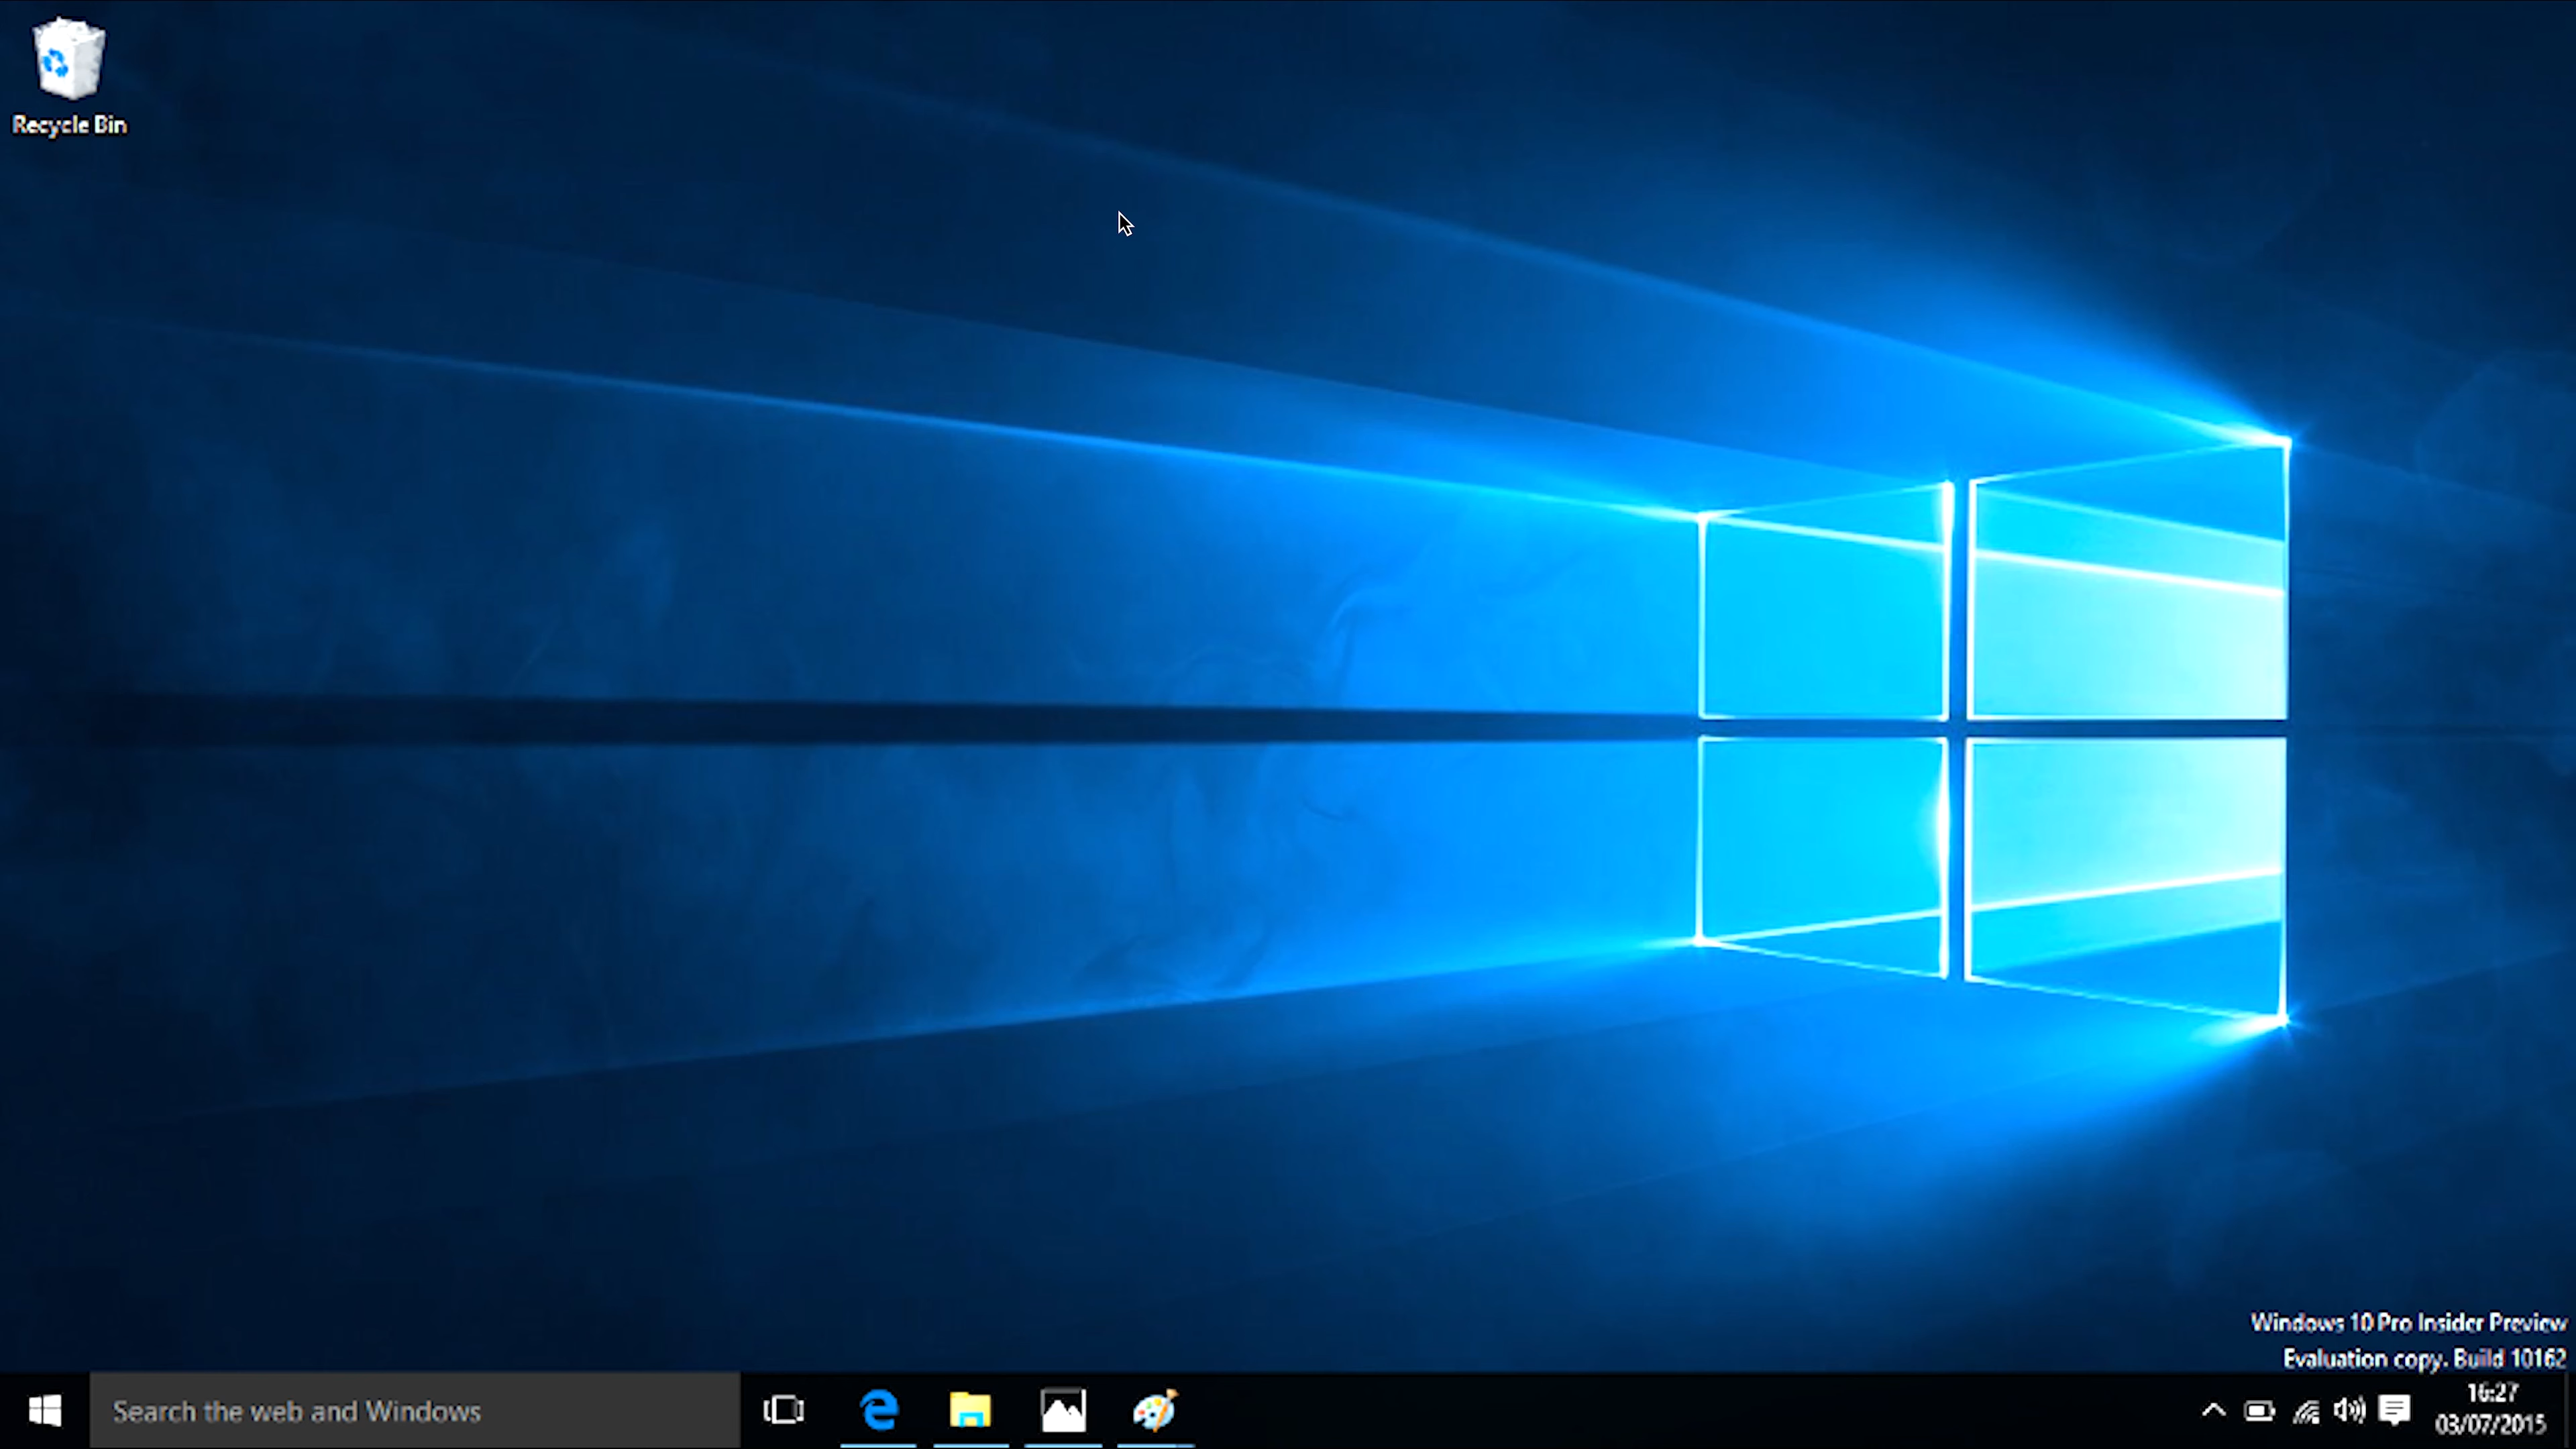 Recycle Bin
Windows 10 Pro Insider Preview
Evaluation copy. Build 10162
Search the web and Windows
16:27
03/07/2015